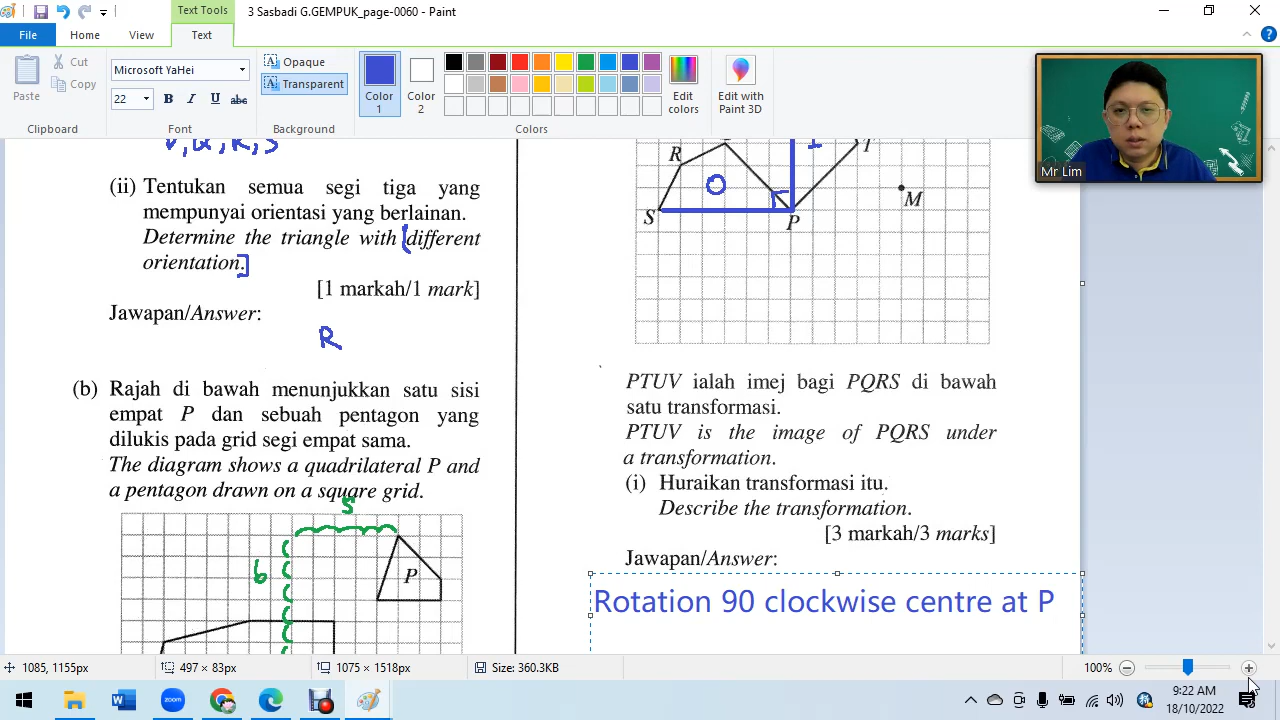 Text Tools
3 Sasbadi G.GEMPUK_page-0060 - Paint
File
Home
View
Text
Paste
Cut
Copy
Clipboard
Microsoft YaHei
22
B I U abc
Font
Opaque
Transparent
Background
Color 1
Color 2
Edit colors
Edit with Paint 3D
Colors
Mr Lim
(ii) Tentukan semua segi tiga yang
mempunyai orientasi yang berlainan.
Determine the triangle with [different
orientation.]
[1 markah/1 mark]
Jawapan/Answer:
R
(b) Rajah di bawah menunjukkan satu sisi
empat P dan sebuah pentagon yang
dilukis pada grid segi empat sama.
The diagram shows a quadrilateral P and
a pentagon drawn on a square grid.
5
6
P
R
O
S
P
T
M
PTUV ialah imej bagi PQRS di bawah
satu transformasi.
PTUV is the image of PQRS under
a transformation.
(i) Huraikan transformasi itu.
Describe the transformation.
[3 markah/3 marks]
Jawapan/Answer:
Rotation 90 clockwise centre at P
1085, 1155px
497 × 83px
1075 × 1518px
Size: 360.3KB
100%
zoom
9:22 AM
18/10/2022